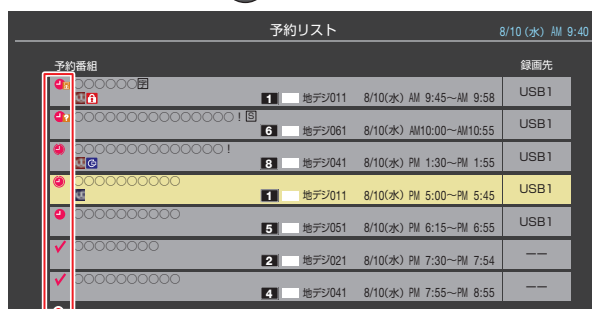 予約リスト 8/10 (水) AM 9:40
予約番組 録画先
○○○○○○字
1 地デジ011 8/10(水) AM 9:45～AM 9:58 USB1
○○○○○○○○○○○○○○○！S
6 地デジ061 8/10(水) AM10:00～AM10:55 USB1
○○○○○○○○○○○○○○！
8 地デジ041 8/10(水) PM 1:30～PM 1:55 USB1
○○○○○○○○○○
1 地デジ011 8/10(水) PM 5:00～PM 5:45 USB1
○○○○○○○○○○
5 地デジ051 8/10(水) PM 6:15～PM 6:55 USB1
○○○○○○○○
2 地デジ021 8/10(水) PM 7:30～PM 7:54 ――
○○○○○○○○○○
4 地デジ041 8/10(水) PM 7:55～PM 8:55 ――